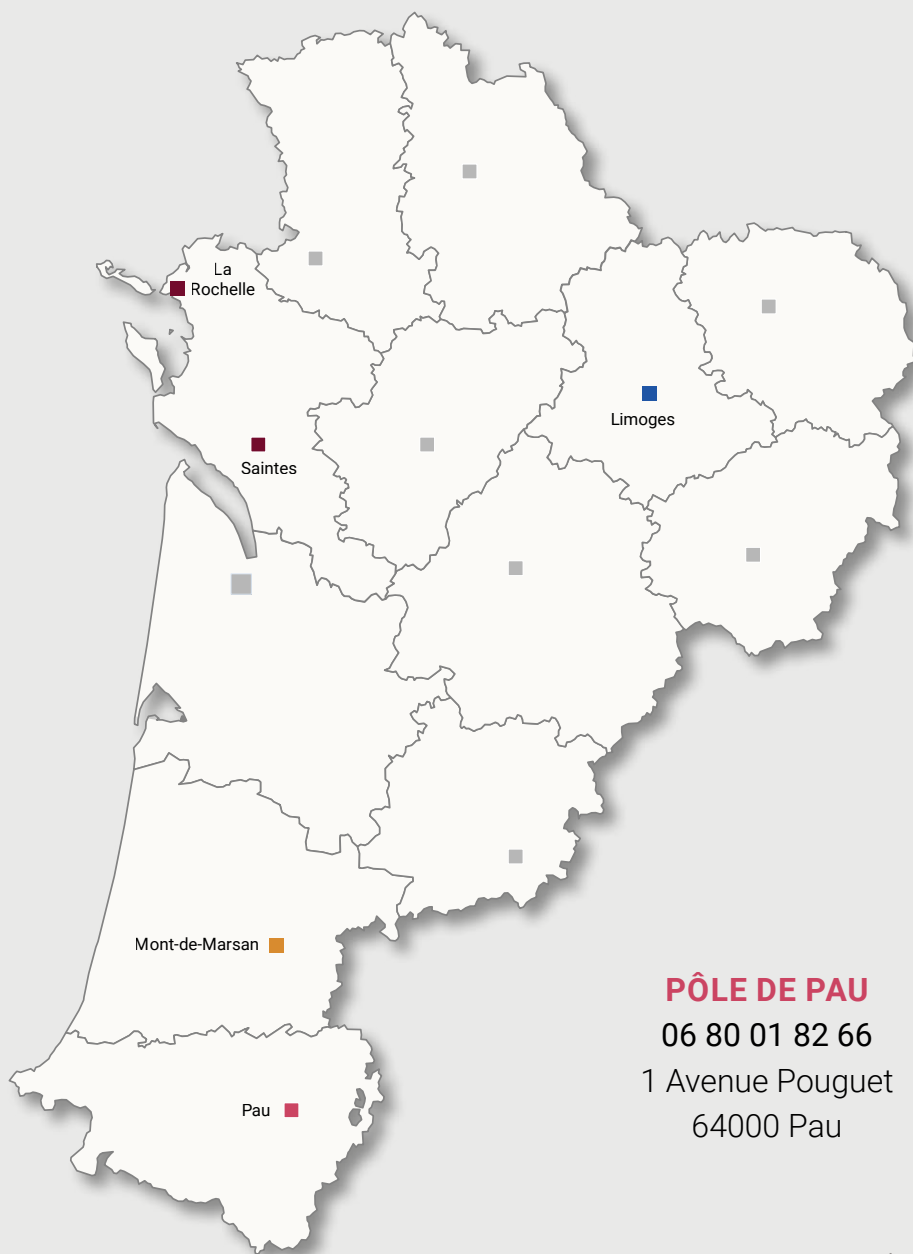 La
Rochelle
Limoges
Saintes
Mont-de-Marsan
PÔLE DE PAU
06 80 01 82 66
1 Avenue Pouguet
64000 Pau
Pau